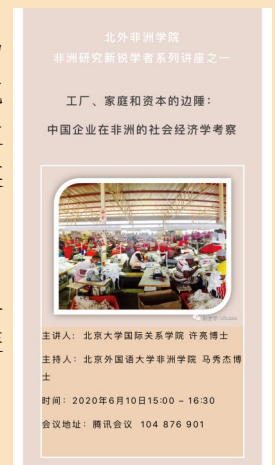 北外非洲学院
非洲研究新锐学者系列讲座之一
工厂、家庭和资本的边陲：
中国企业在非洲的社会经济学考察
主讲人：北京大学国际关系学院 许亮博士
主持人：北京外国语大学非洲学院 马秀杰博
士
时间：2020年6月10日15:00 – 16:30
会议地址：腾讯会议 104 876 901